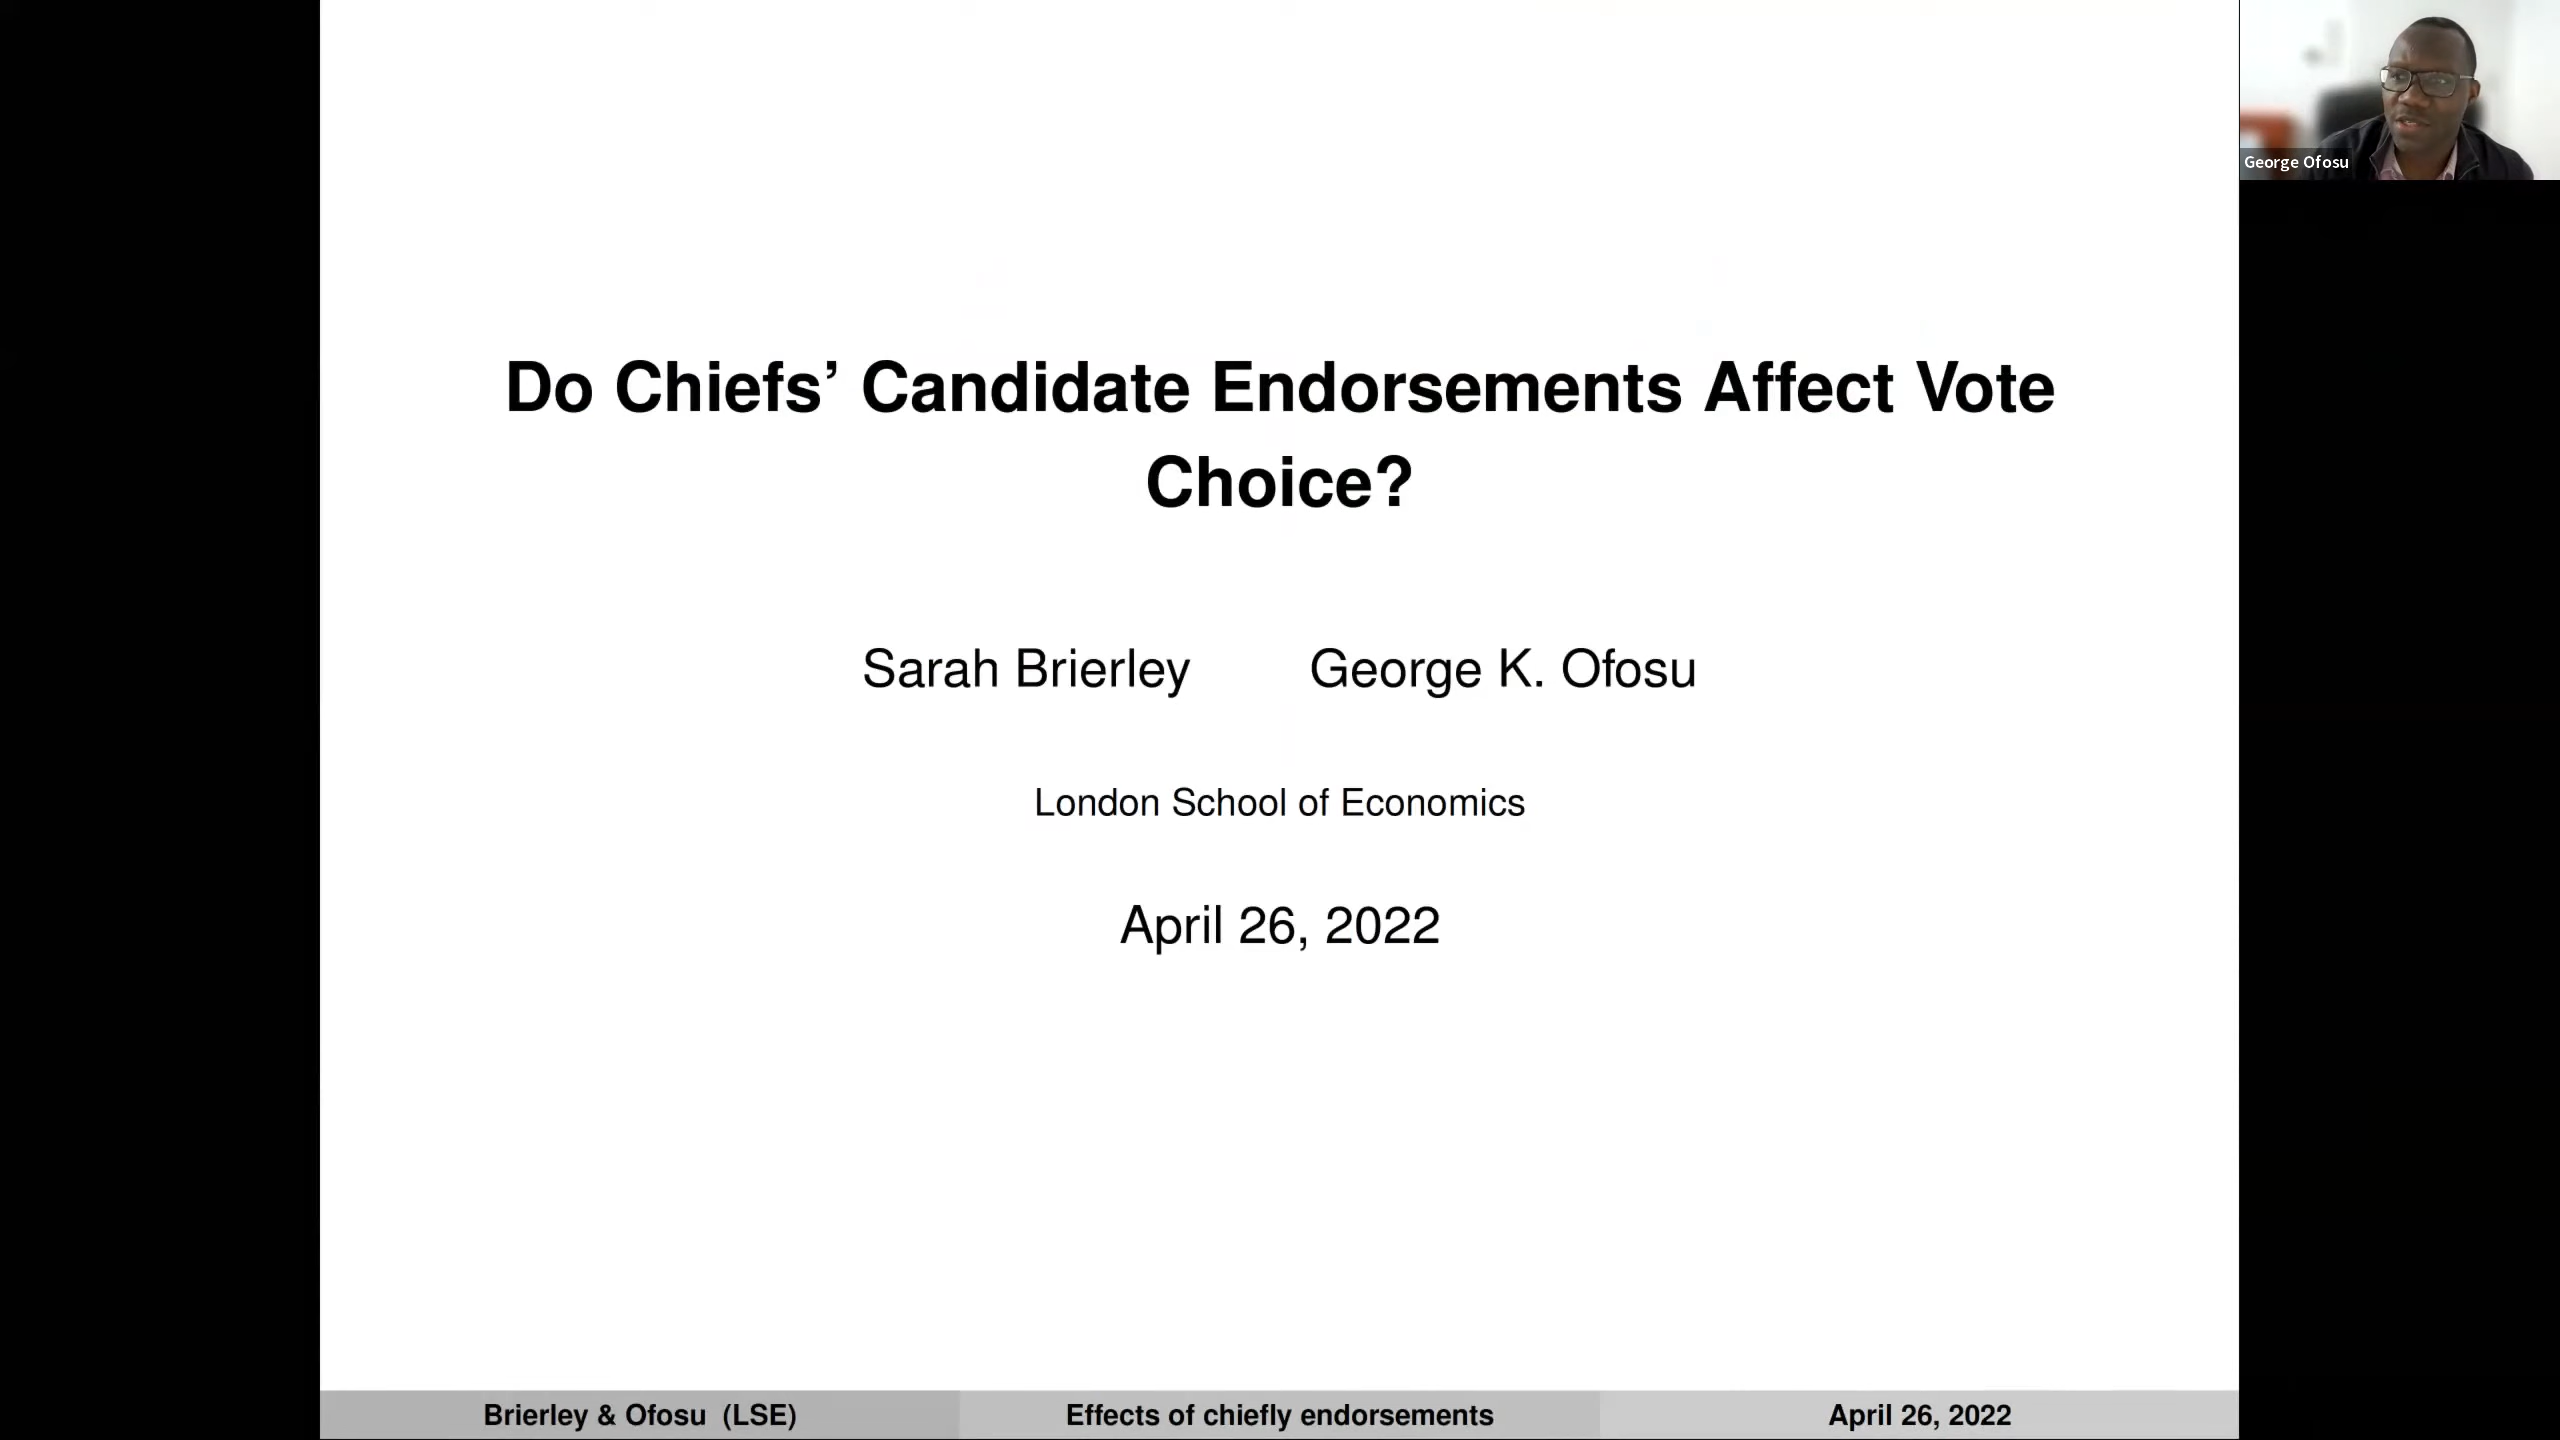 Do Chiefs’ Candidate Endorsements Affect Vote
Choice?
Sarah Brierley George K. Ofosu
London School of Economics
April 26, 2022
Brierley & Ofosu (LSE) Effects of chiefly endorsements April 26, 2022
George Ofosu